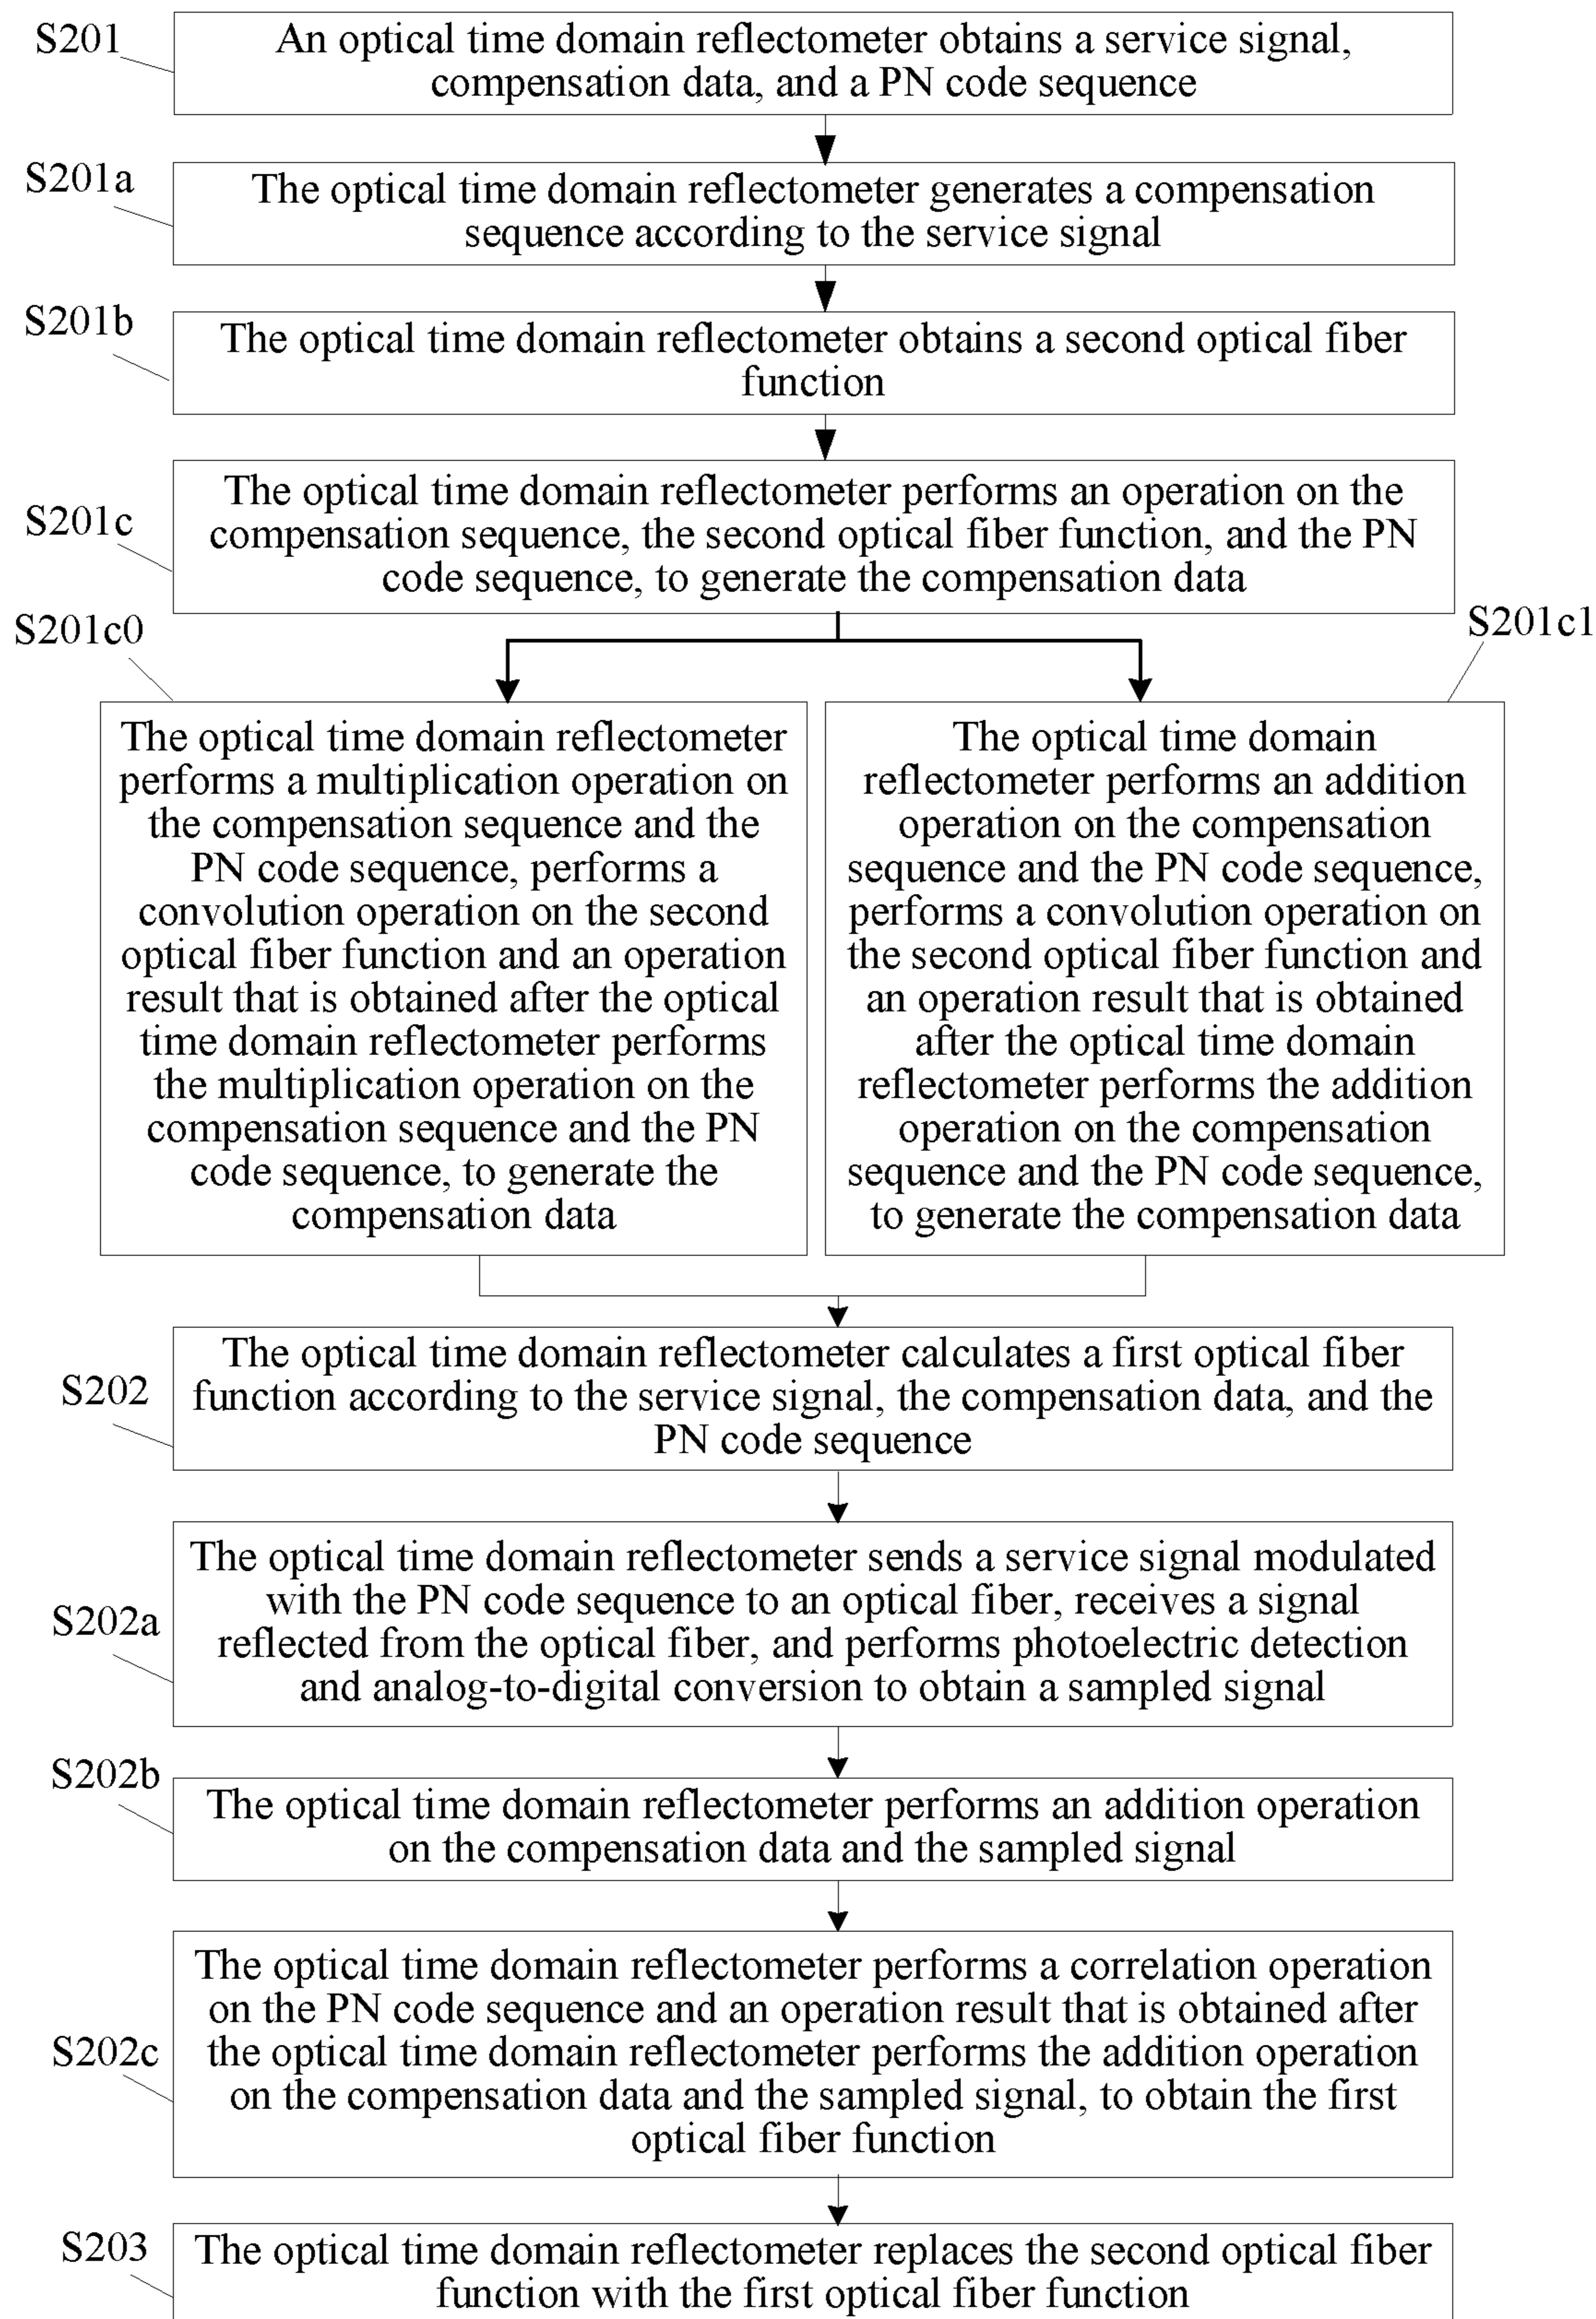 S201
An optical time domain reflectometer obtains a service signal,
compensation data, and a PN code sequence
S201a
The optical time domain reflectometer generates a compensation
sequence according to the service signal
S201b
The optical time domain reflectometer obtains a second optical fiber
function
S201c
The optical time domain reflectometer performs an operation on the
compensation sequence, the second optical fiber function, and the PN
code sequence, to generate the compensation data
S201c0
The optical time domain reflectometer
performs a multiplication operation on
the compensation sequence and the
PN code sequence, performs a
convolution operation on the second
optical fiber function and an operation
result that is obtained after the optical
time domain reflectometer performs
the multiplication operation on the
compensation sequence and the PN
code sequence, to generate the
compensation data
S201c1
The optical time domain
reflectometer performs an addition
operation on the compensation
sequence and the PN code sequence,
performs a convolution operation on
the second optical fiber function and
an operation result that is obtained
after the optical time domain
reflectometer performs the addition
operation on the compensation
sequence and the PN code sequence,
to generate the compensation data
S202
The optical time domain reflectometer calculates a first optical fiber
function according to the service signal, the compensation data, and the
PN code sequence
S202a
The optical time domain reflectometer sends a service signal modulated
with the PN code sequence to an optical fiber, receives a signal
reflected from the optical fiber, and performs photoelectric detection
and analog-to-digital conversion to obtain a sampled signal
S202b
The optical time domain reflectometer performs an addition operation
on the compensation data and the sampled signal
S202c
The optical time domain reflectometer performs a correlation operation
on the PN code sequence and an operation result that is obtained after
the optical time domain reflectometer performs the addition operation
on the compensation data and the sampled signal, to obtain the first
optical fiber function
S203
The optical time domain reflectometer replaces the second optical fiber
function with the first optical fiber function